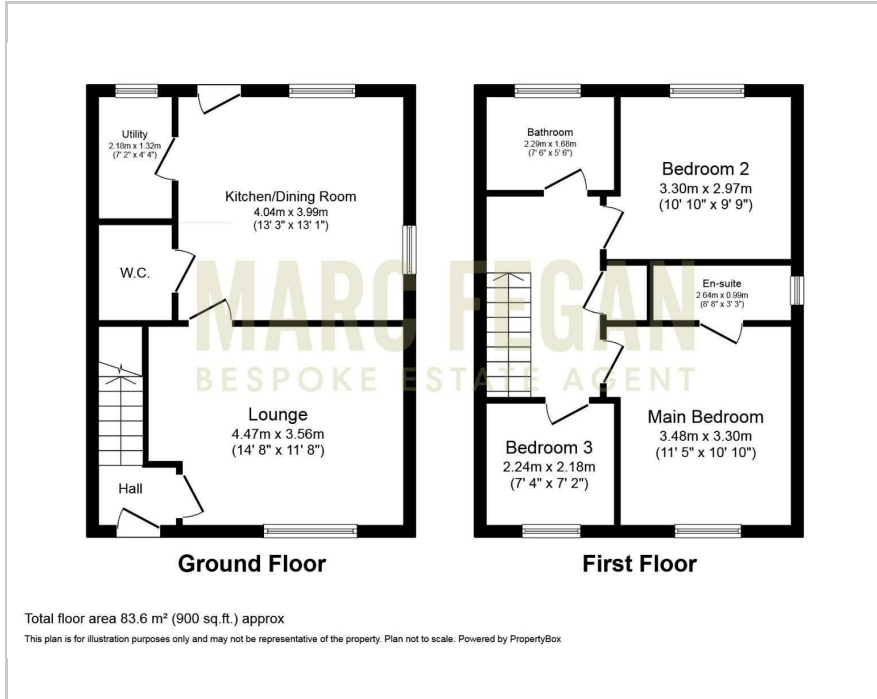 Utility
2.18m x 1.32m
(7' 2" x 4' 4")
Kitchen/Dining Room
4.04m x 3.99m
(13' 3" x 13' 1")
W.C.
Lounge
4.47m x 3.56m
(14' 8" x 11' 8")
Hall
Ground Floor
Bathroom
2.29m x 1.68m
(7' 6" x 5' 6")
Bedroom 2
3.30m x 2.97m
(10' 10" x 9' 9")
En-suite
2.64m x 0.99m
(8' 8" x 3' 3")
Main Bedroom
3.48m x 3.30m
(11' 5" x 10' 10")
Bedroom 3
2.24m x 2.18m
(7' 4" x 7' 2")
First Floor
MARC FEGAN
BESPOKE ESTATE AGENT
Total floor area 83.6 m² (900 sq.ft.) approx
This plan is for illustration purposes only and may not be representative of the property. Plan not to scale. Powered by PropertyBox